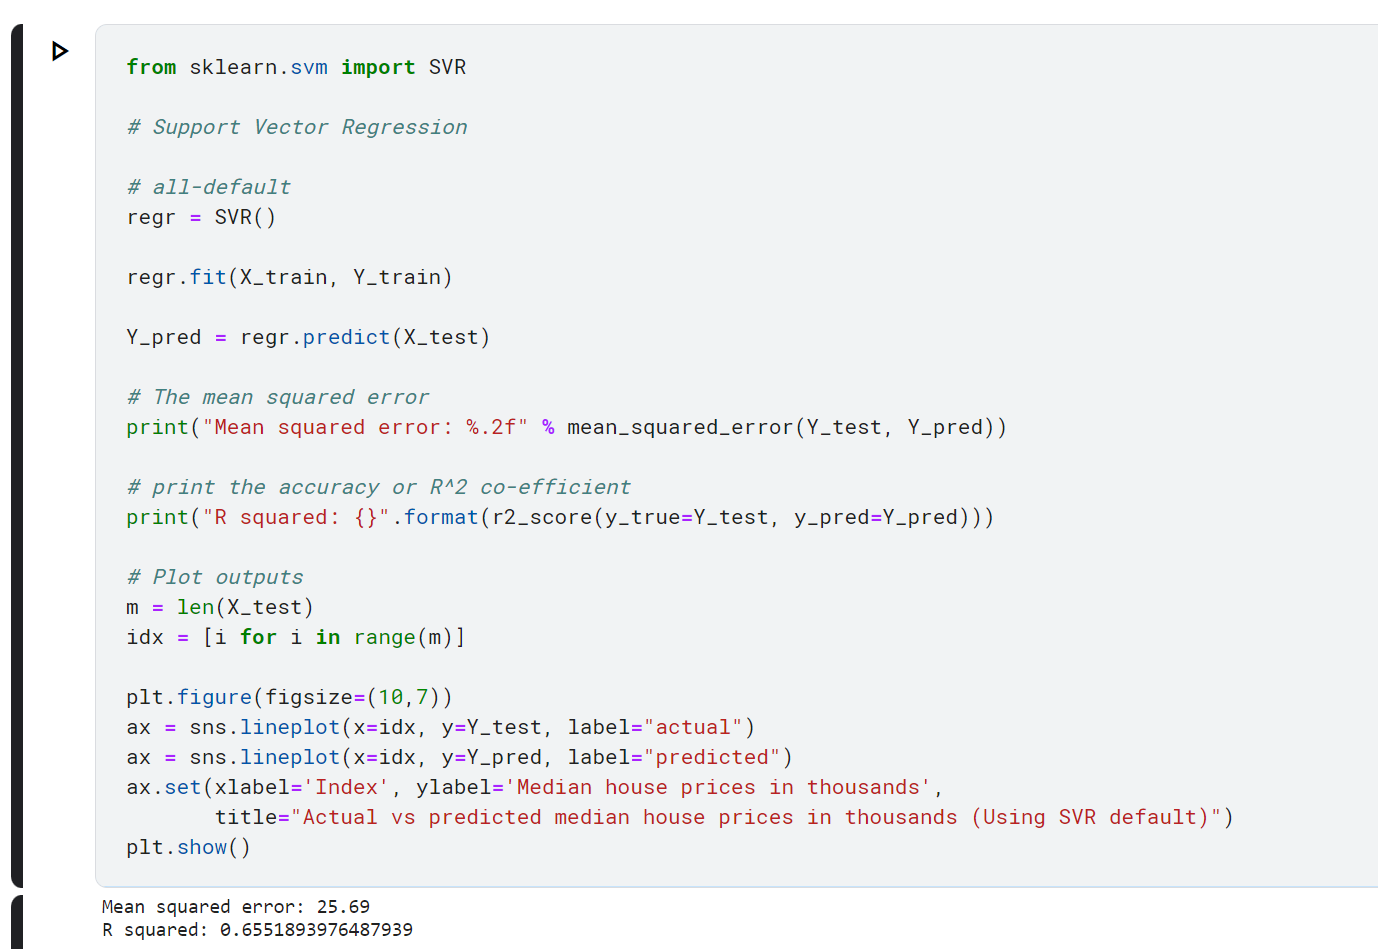 from sklearn.svm import SVR
# Support Vector Regression
# all-default
regr = SVR()
regr.fit(X_train, Y_train)
Y_pred = regr.predict(X_test)
# The mean squared error
print("Mean squared error: %.2f" % mean_squared_error(Y_test, Y_pred))
# print the accuracy or R^2 co-efficient
print("R squared: {}".format(r2_score(y_true=Y_test, y_pred=Y_pred)))
# Plot outputs
m = len(X_test)
idx = [i for i in range(m)]
plt.figure(figsize=(10,7))
ax = sns.lineplot(x=idx, y=Y_test, label="actual")
ax = sns.lineplot(x=idx, y=Y_pred, label="predicted")
ax.set(xlabel='Index', ylabel='Median house prices in thousands',
       title="Actual vs predicted median house prices in thousands (Using SVR default)")
plt.show()
Mean squared error: 25.69
R squared: 0.6551893976487939